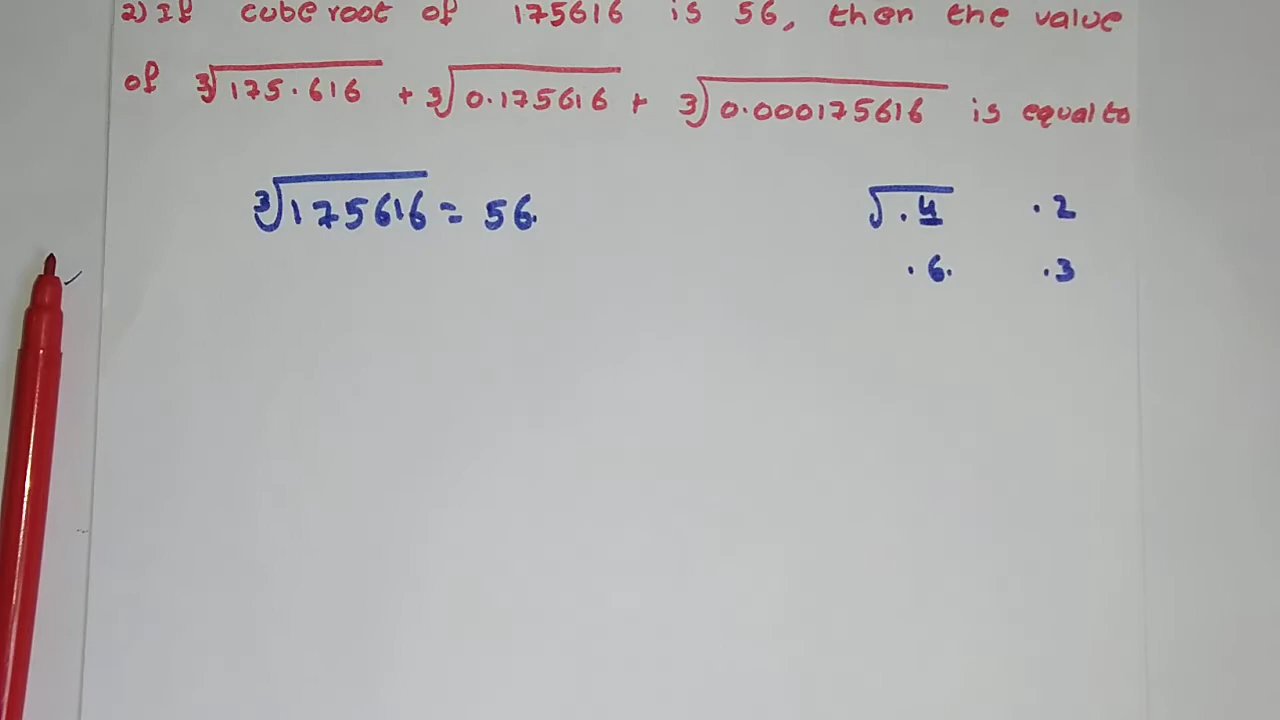 2) If cube root of 175616 is 56, then the value
of ∛175.616 + ∛0.175616 + ∛0.000175616 is equal to
∛175616 = 56.
√.4 .2
.6. .3